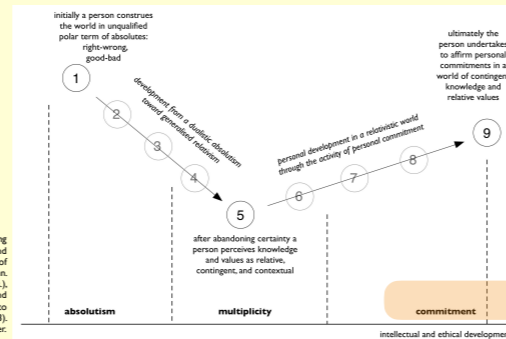 initially a person construes
the world in unqualified
polar term of absolutes:
right-wrong,
good-bad
1
2
3
4
development from a dualistic absolution
toward generalised relativism
5
after abandoning certainty a
person perceives knowledge
and values as relative,
contingent, and contextual
6
7
8
personal development in a relativistic world
through the activity of personal commitment
ultimately the
person undertakes
to affirm personal
commitments in a
world of contingen
knowledge and
relative values
9
absolutism
multiplicity
commitment
intellectual and ethical developmen